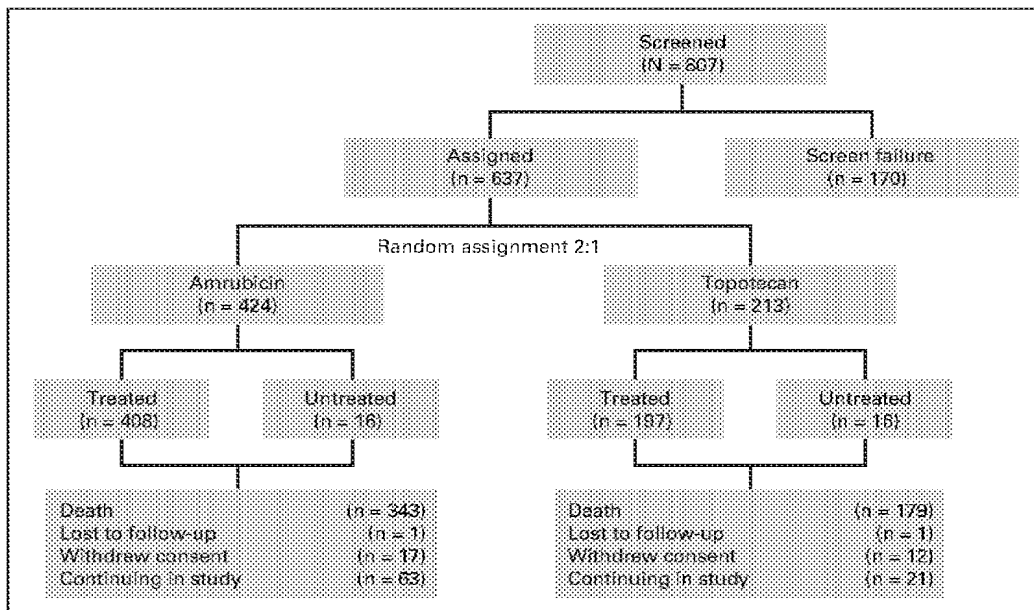 Screened
(N = 807)
Assigned
(n = 637)
Screen failure
(n = 170)
Random assignment 2:1
Amrubicin
(n = 424)
Topotecan
(n = 213)
Treated
(n = 408)
Untreated
(n = 16)
Treated
(n = 197)
Untreated
(n = 16)
Death (n = 343)
Lost to follow-up (n = 1)
Withdrew consent (n = 17)
Continuing in study (n = 63)
Death (n = 179)
Lost to follow-up (n = 1)
Withdrew consent (n = 12)
Continuing in study (n = 21)